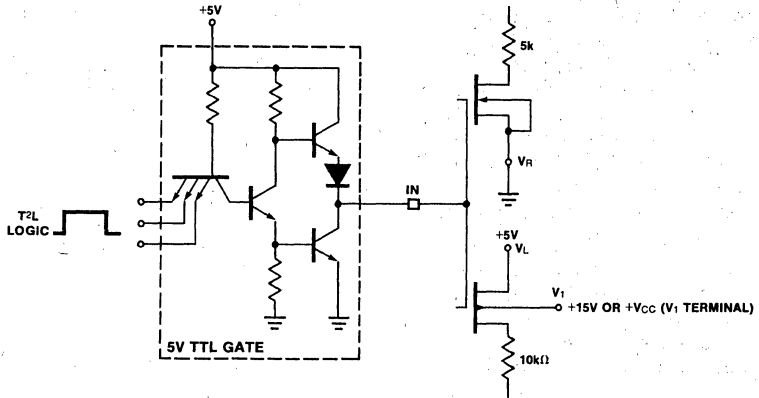 +5V
5k
VR
IN
T²L
LOGIC
+5V
VL
V1
+15V OR +VCC (V1 TERMINAL)
10kΩ
5V TTL GATE